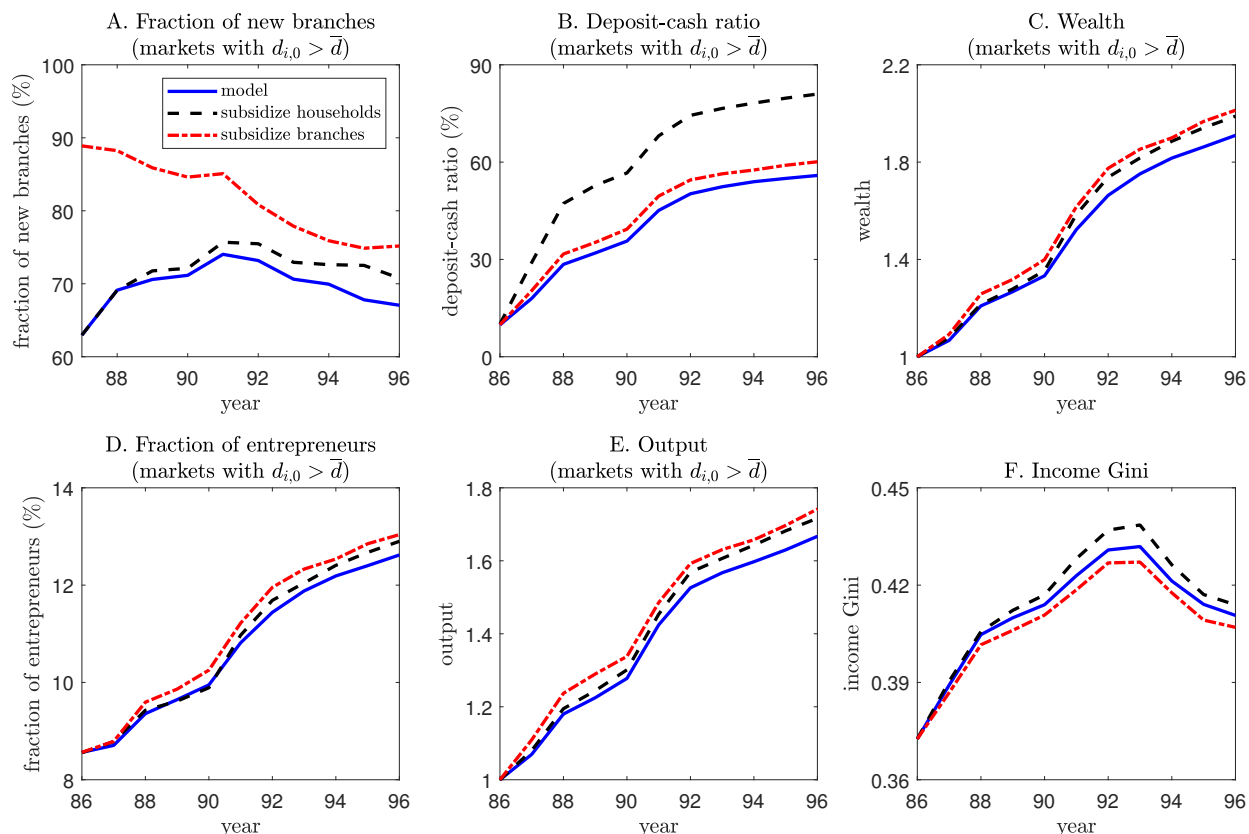 A. Fraction of new branches
(markets with d_{i,0} > \overline{d})
fraction of new branches (%)
100
90
80
70
60
model
subsidize households
subsidize branches
88
90
92
94
96
year
B. Deposit-cash ratio
(markets with d_{i,0} > \overline{d})
deposit-cash ratio (%)
90
60
30
0
86
88
90
92
94
96
year
C. Wealth
(markets with d_{i,0} > \overline{d})
wealth
2.2
1.8
1.4
1
86
88
90
92
94
96
year
D. Fraction of entrepreneurs
(markets with d_{i,0} > \overline{d})
fraction of entrepreneurs (%)
14
12
10
8
86
88
90
92
94
96
year
E. Output
(markets with d_{i,0} > \overline{d})
output
1.8
1.6
1.4
1.2
1
86
88
90
92
94
96
year
F. Income Gini
income Gini
0.45
0.42
0.39
0.36
86
88
90
92
94
96
year